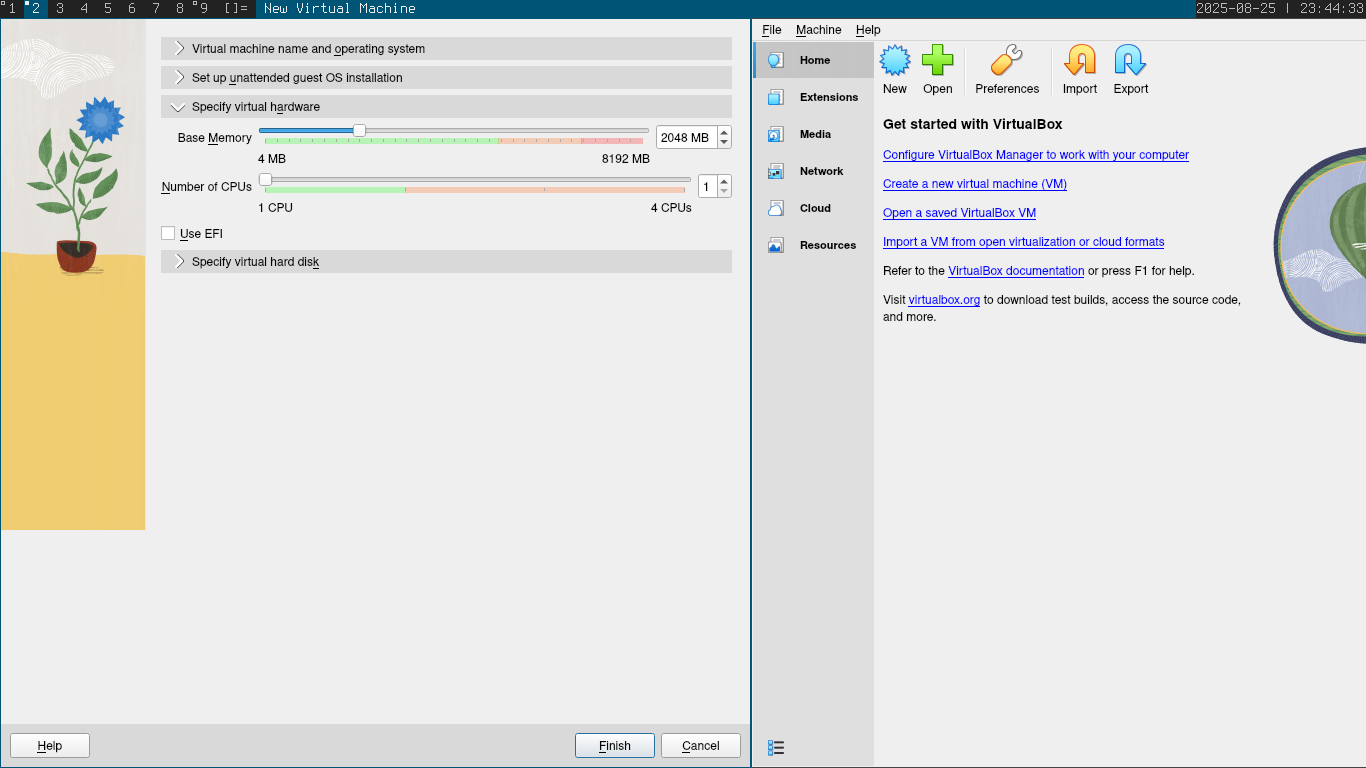 1 2 3 4 5 6 7 8 9 []= New Virtual Machine 2025-08-25 | 23:44:33
Virtual machine name and operating system
Set up unattended guest OS installation
Specify virtual hardware
Base Memory
2048 MB
4 MB 8192 MB
Number of CPUs
1
1 CPU 4 CPUs
Use EFI
Specify virtual hard disk
Help Finish Cancel
File Machine Help
Home
Extensions
Media
Network
Cloud
Resources
New Open Preferences Import Export
Get started with VirtualBox
Configure VirtualBox Manager to work with your computer
Create a new virtual machine (VM)
Open a saved VirtualBox VM
Import a VM from open virtualization or cloud formats
Refer to the VirtualBox documentation or press F1 for help.
Visit virtualbox.org to download test builds, access the source code,
and more.